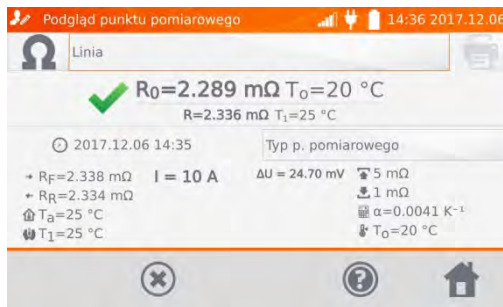 Podgląd punktu pomiarowego 14:36 2017.12.06
Ω Linia
R₀=2.289 mΩ Tₒ=20 °C
R=2.336 mΩ T₁=25 °C
2017.12.06 14:35 Typ p. pomiarowego
→ RF=2.338 mΩ I = 10 A ΔU = 24.70 mV 5 mΩ
← RR=2.334 mΩ 1 mΩ
Tₐ=25 °C α=0.0041 K⁻¹
T₁=25 °C Tₒ=20 °C
?